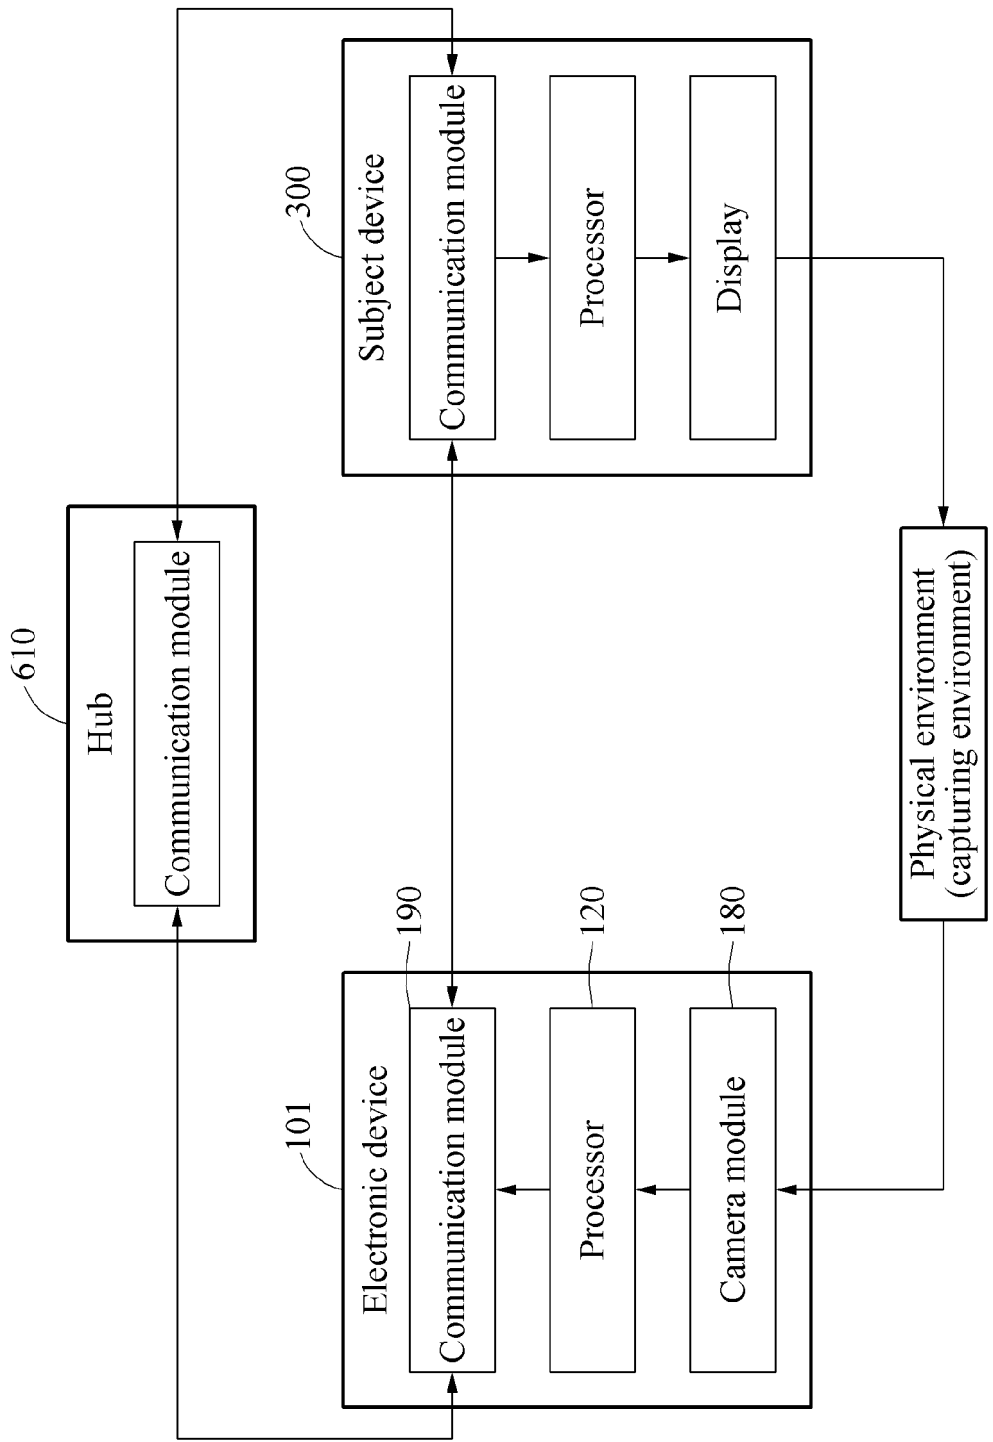 610
Hub
Communication module
101
Electronic device
190
Communication module
120
Processor
180
Camera module
300
Subject device
Communication module
Processor
Display
Physical environment
(capturing environment)